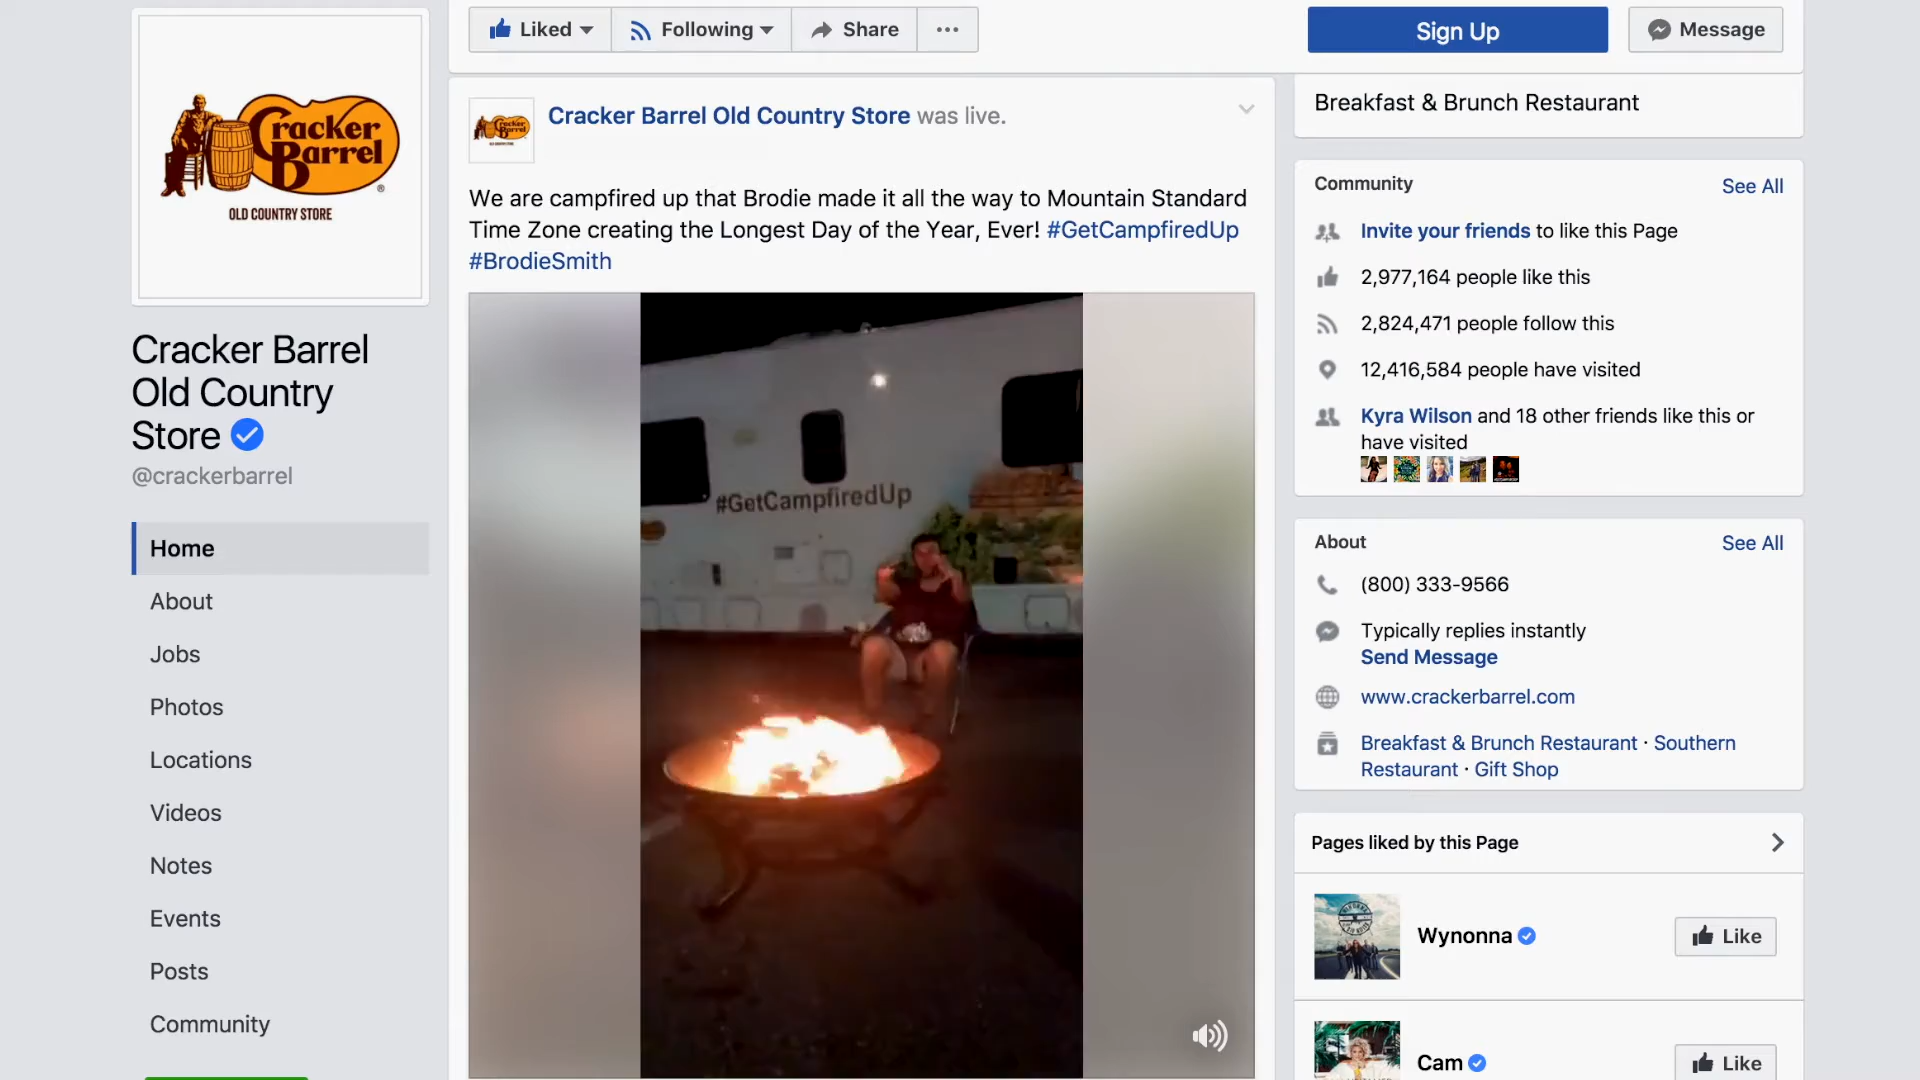 Liked
Following
Share
Sign Up
Message
Cracker Barrel
OLD COUNTRY STORE
Cracker Barrel
Old Country
Store
@crackerbarrel
Home
About
Jobs
Photos
Locations
Videos
Notes
Events
Posts
Community
Cracker Barrel Old Country Store was live.
We are campfired up that Brodie made it all the way to Mountain Standard
Time Zone creating the Longest Day of the Year, Ever! #GetCampfiredUp
#BrodieSmith
#GetCampfiredUp
Breakfast & Brunch Restaurant
Community
See All
Invite your friends to like this Page
2,977,164 people like this
2,824,471 people follow this
12,416,584 people have visited
Kyra Wilson and 18 other friends like this or
have visited
About
See All
(800) 333-9566
Typically replies instantly
Send Message
www.crackerbarrel.com
Breakfast & Brunch Restaurant · Southern
Restaurant · Gift Shop
Pages liked by this Page
Wynonna
Like
Cam
Like